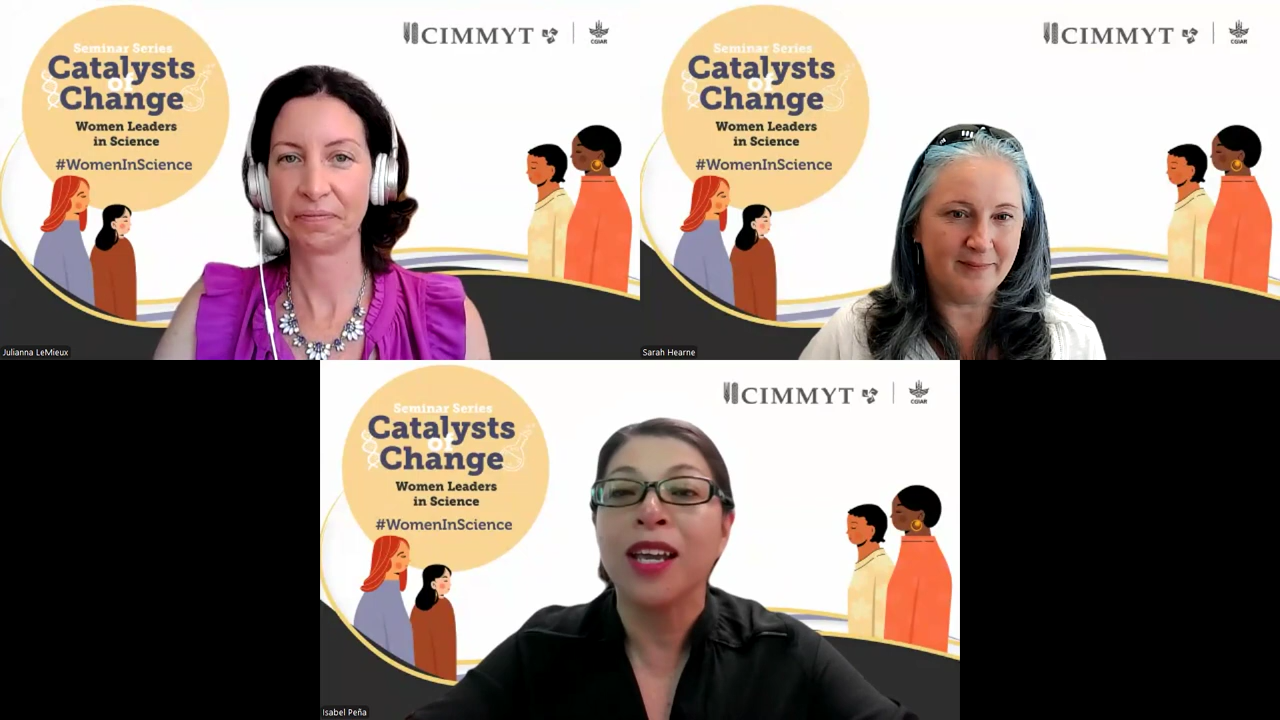 Seminar Series
Catalysts
of
Change
Women Leaders
in Science
#WomenInScience
CIMMYT
CGIAR
Julianna LeMieux
Seminar Series
Catalysts
of
Change
Women Leaders
in Science
#WomenInScience
CIMMYT
CGIAR
Sarah Hearne
Seminar Series
Catalysts
of
Change
Women Leaders
in Science
#WomenInScience
CIMMYT
CGIAR
Isabel Peña